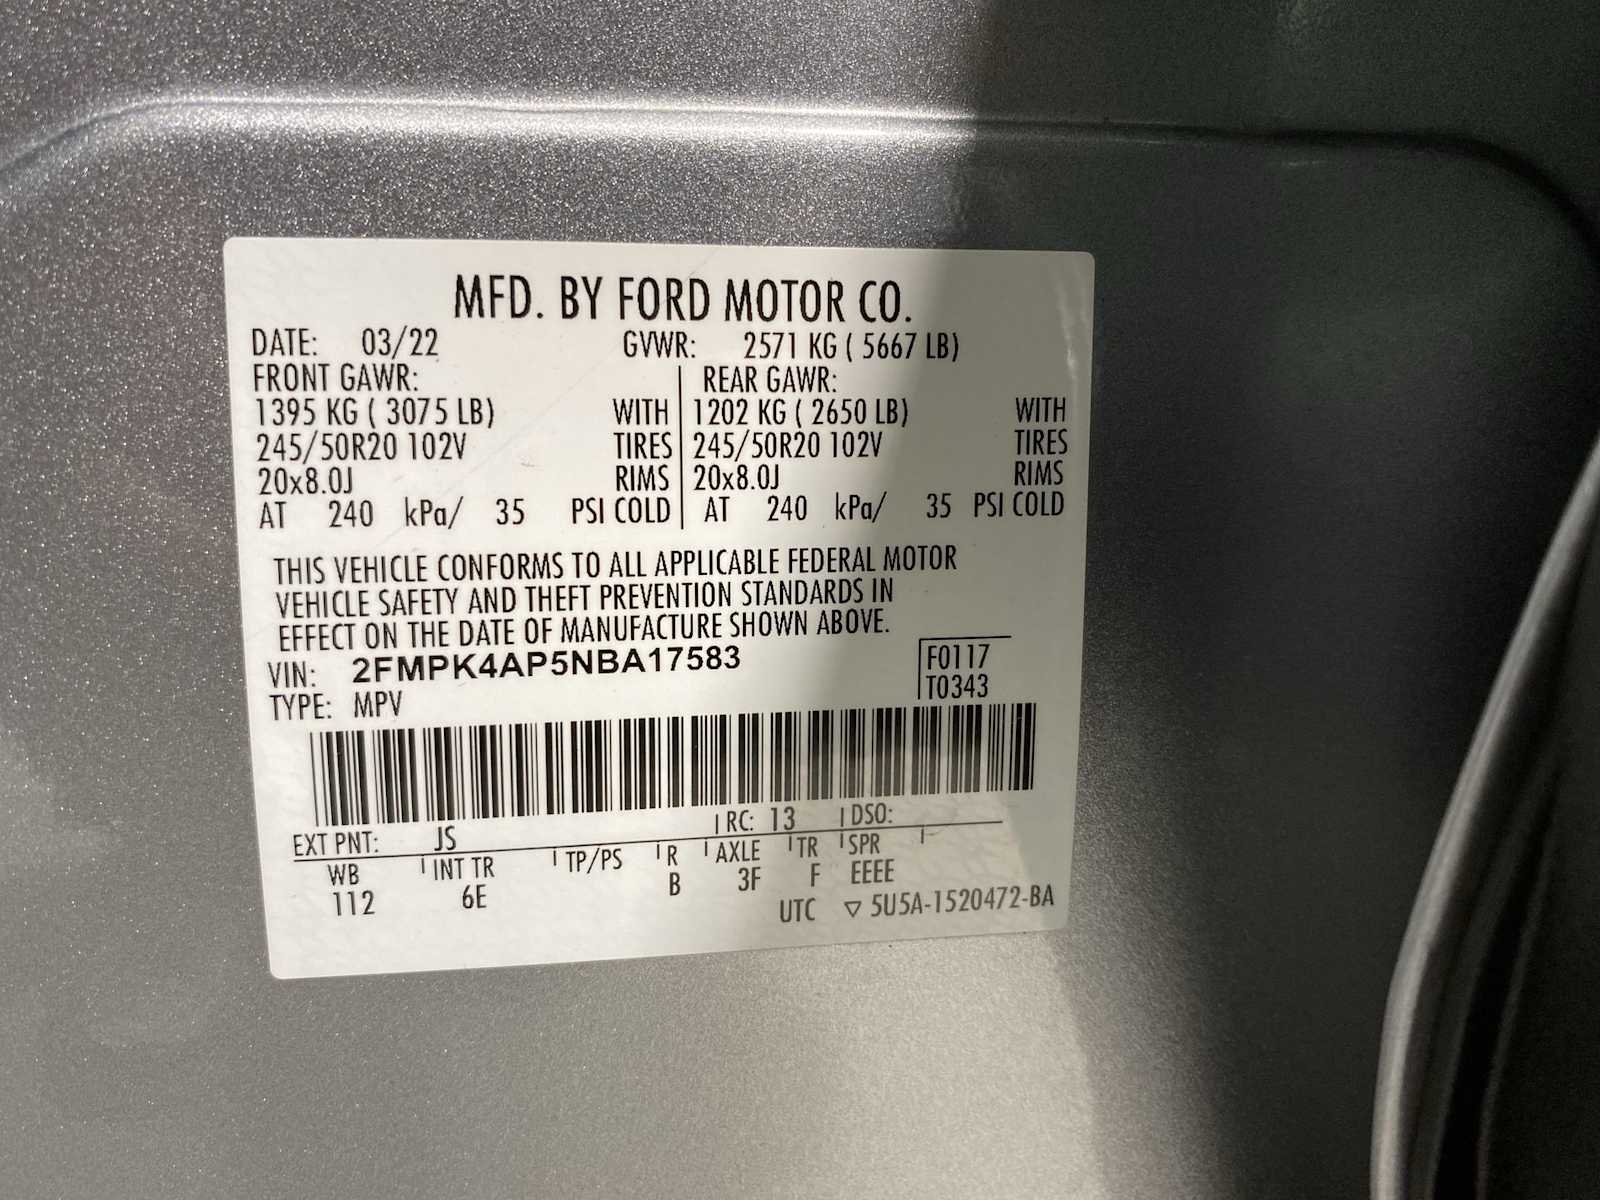 MFD. BY FORD MOTOR CO.
DATE: 03/22 GVWR: 2571 KG ( 5667 LB)
FRONT GAWR: REAR GAWR:
1395 KG ( 3075 LB) WITH 1202 KG ( 2650 LB) WITH
245/50R20 102V TIRES 245/50R20 102V TIRES
20x8.0J RIMS 20x8.0J RIMS
AT 240 kPa/ 35 PSI COLD AT 240 kPa/ 35 PSI COLD
THIS VEHICLE CONFORMS TO ALL APPLICABLE FEDERAL MOTOR
VEHICLE SAFETY AND THEFT PREVENTION STANDARDS IN
EFFECT ON THE DATE OF MANUFACTURE SHOWN ABOVE.
VIN: 2FMPK4AP5NBA17583 F0117
TYPE: MPV T0343
EXT PNT: JS RC: 13 DSO:
WB INT TR TP/PS R AXLE TR SPR
112 6E B 3F F EEEE
UTC ▽ 5U5A-1520472-BA